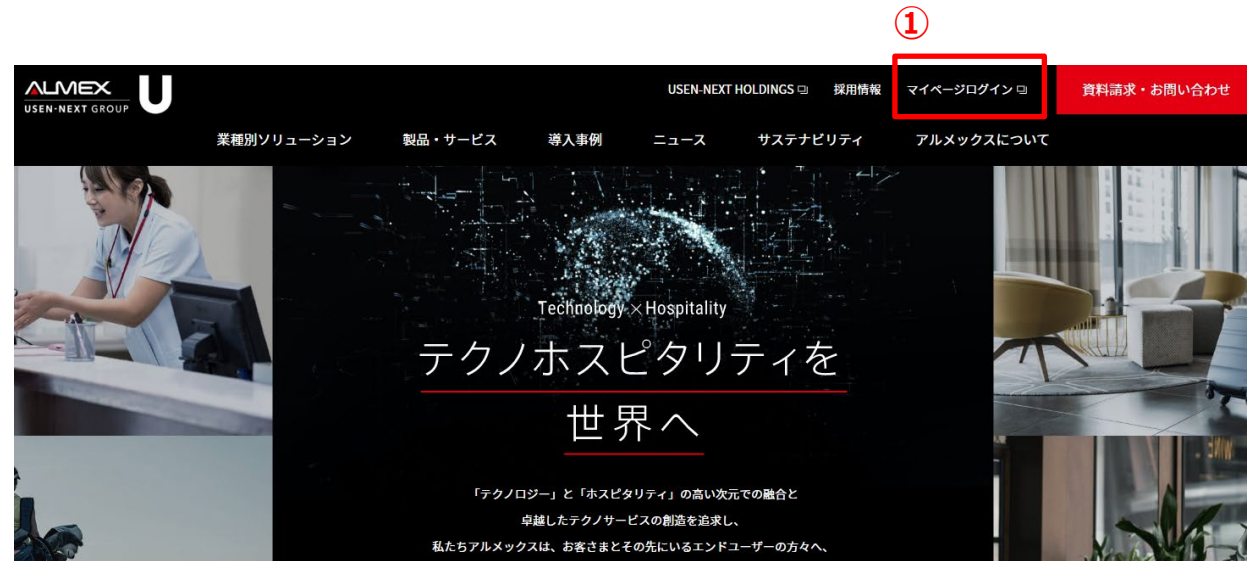 ①
ALMEX
USEN-NEXT GROUP
U
USEN-NEXT HOLDINGS 採用情報 マイページログイン 資料請求・お問い合わせ
業種別ソリューション 製品・サービス 導入事例 ニュース サステナビリティ アルメックスについて
Technology×Hospitality
テクノホスピタリティを
世界へ
「テクノロジー」と「ホスピタリティ」の高い次元での融合と
卓越したテクノサービスの創造を追求し、
私たちアルメックスは、お客さまとその先にいるエンドユーザーの方々へ、